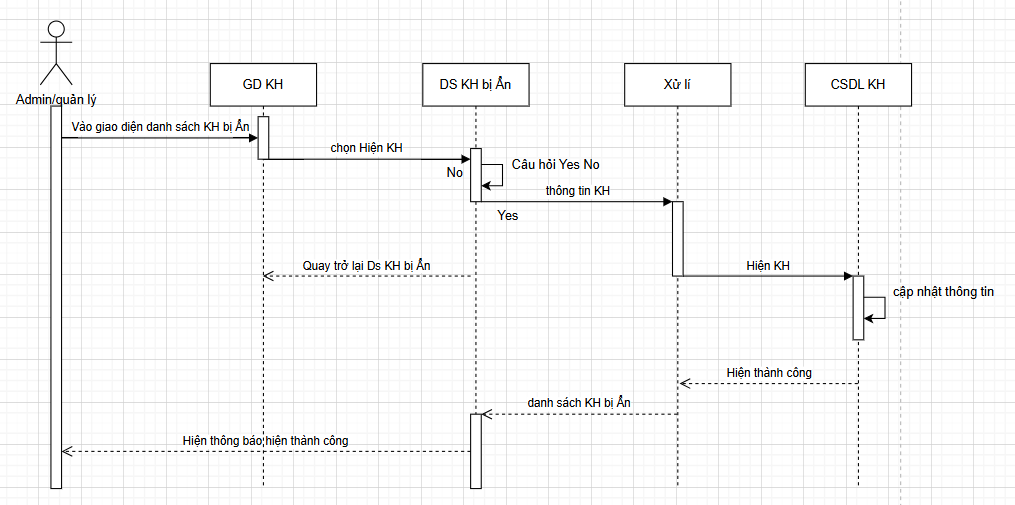 Admin/quản lý
GD KH
DS KH bị Ẩn
Xử lí
CSDL KH
Vào giao diện danh sách KH bị Ẩn
chọn Hiện KH
No
Câu hỏi Yes No
thông tin KH
Yes
Quay trở lại Ds KH bị Ẩn
Hiện KH
cập nhật thông tin
Hiện thành công
danh sách KH bị Ẩn
Hiện thông báo hiện thành công